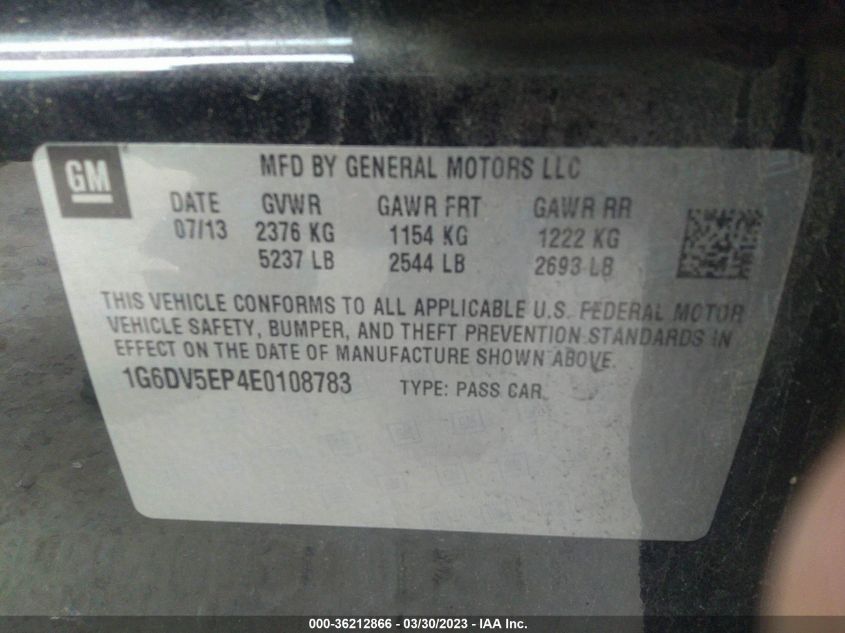 GM
MFD BY GENERAL MOTORS LLC
DATE GVWR GAWR FRT GAWR RR
07/13 2376 KG 1154 KG 1222 KG
5237 LB 2544 LB 2693 LB
THIS VEHICLE CONFORMS TO ALL APPLICABLE U.S. FEDERAL MOTOR
VEHICLE SAFETY, BUMPER, AND THEFT PREVENTION STANDARDS IN
EFFECT ON THE DATE OF MANUFACTURE SHOWN ABOVE.
1G6DV5EP4E0108783 TYPE: PASS CAR
000-36212866 - 03/30/2023 - IAA Inc.